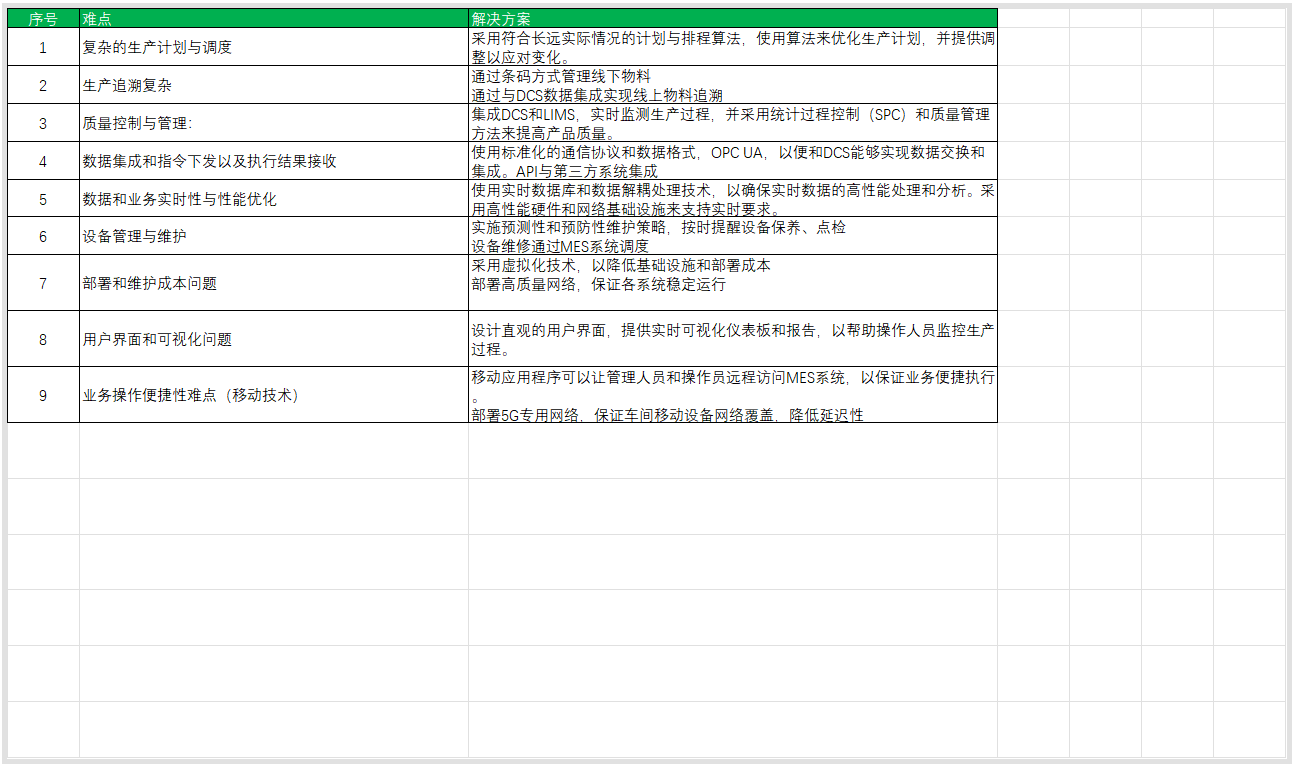 序号 难点 解决方案
1 复杂的生产计划与调度 采用符合长远实际情况的计划与排程算法，使用算法来优化生产计划，并提供调
整以应对变化。
2 生产追溯复杂 通过条码方式管理线下物料
通过与DCS数据集成实现线上物料追溯
3 质量控制与管理: 集成DCS和LIMS，实时监测生产过程，并采用统计过程控制（SPC）和质量管理
方法来提高产品质量。
4 数据集成和指令下发以及执行结果接收 使用标准化的通信协议和数据格式，OPC UA，以便和DCS能够实现数据交换和
集成。API与第三方系统集成
5 数据和业务实时性与性能优化 使用实时数据库和数据解耦处理技术，以确保实时数据的高性能处理和分析。采
用高性能硬件和网络基础设施来支持实时要求。
6 设备管理与维护 实施预测性和预防性维护策略，按时提醒设备保养、点检
设备维修通过MES系统调度
7 部署和维护成本问题 采用虚拟化技术，以降低基础设施和部署成本
部署高质量网络，保证各系统稳定运行
8 用户界面和可视化问题 设计直观的用户界面，提供实时可视化仪表板和报告，以帮助操作人员监控生产
过程。
9 业务操作便捷性难点（移动技术） 移动应用程序可以让管理人员和操作员远程访问MES系统，以保证业务便捷执行
。
部署5G专用网络，保证车间移动设备网络覆盖，降低延迟性